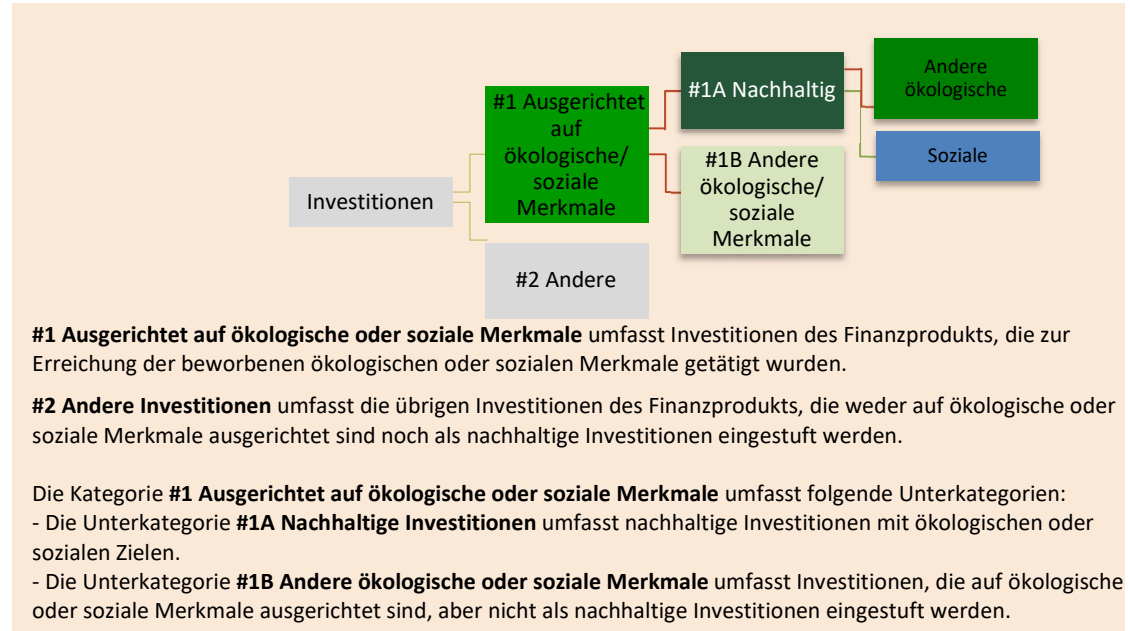 Investitionen
#1 Ausgerichtet
auf
ökologische/
soziale
Merkmale
#2 Andere
#1A Nachhaltig
#1B Andere
ökologische/
soziale
Merkmale
Andere
ökologische
Soziale
#1 Ausgerichtet auf ökologische oder soziale Merkmale umfasst Investitionen des Finanzprodukts, die zur
Erreichung der beworbenen ökologischen oder sozialen Merkmale getätigt wurden.
#2 Andere Investitionen umfasst die übrigen Investitionen des Finanzprodukts, die weder auf ökologische oder
soziale Merkmale ausgerichtet sind noch als nachhaltige Investitionen eingestuft werden.
Die Kategorie #1 Ausgerichtet auf ökologische oder soziale Merkmale umfasst folgende Unterkategorien:
- Die Unterkategorie #1A Nachhaltige Investitionen umfasst nachhaltige Investitionen mit ökologischen oder
sozialen Zielen.
- Die Unterkategorie #1B Andere ökologische oder soziale Merkmale umfasst Investitionen, die auf ökologische
oder soziale Merkmale ausgerichtet sind, aber nicht als nachhaltige Investitionen eingestuft werden.